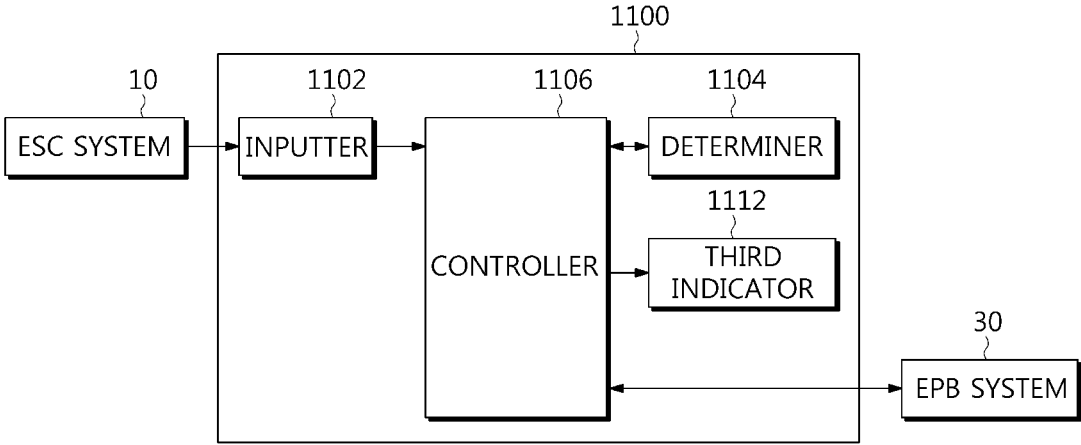 1100
10
1102
1106
1104
ESC SYSTEM
INPUTTER
DETERMINER
1112
CONTROLLER
THIRD
INDICATOR
30
EPB SYSTEM